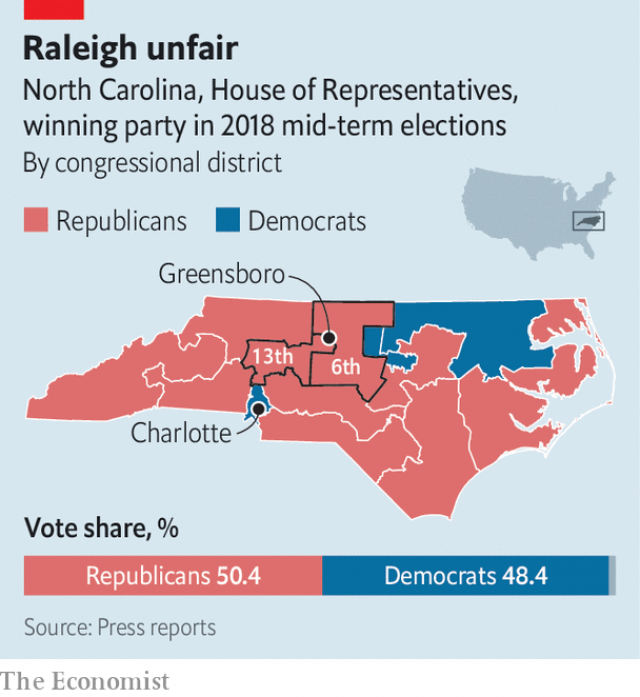 Raleigh unfair
North Carolina, House of Representatives,
winning party in 2018 mid-term elections
By congressional district
Republicans
Democrats
Greensboro
13th
6th
Charlotte
Vote share, %
Republicans 50.4
Democrats 48.4
Source: Press reports
The Economist